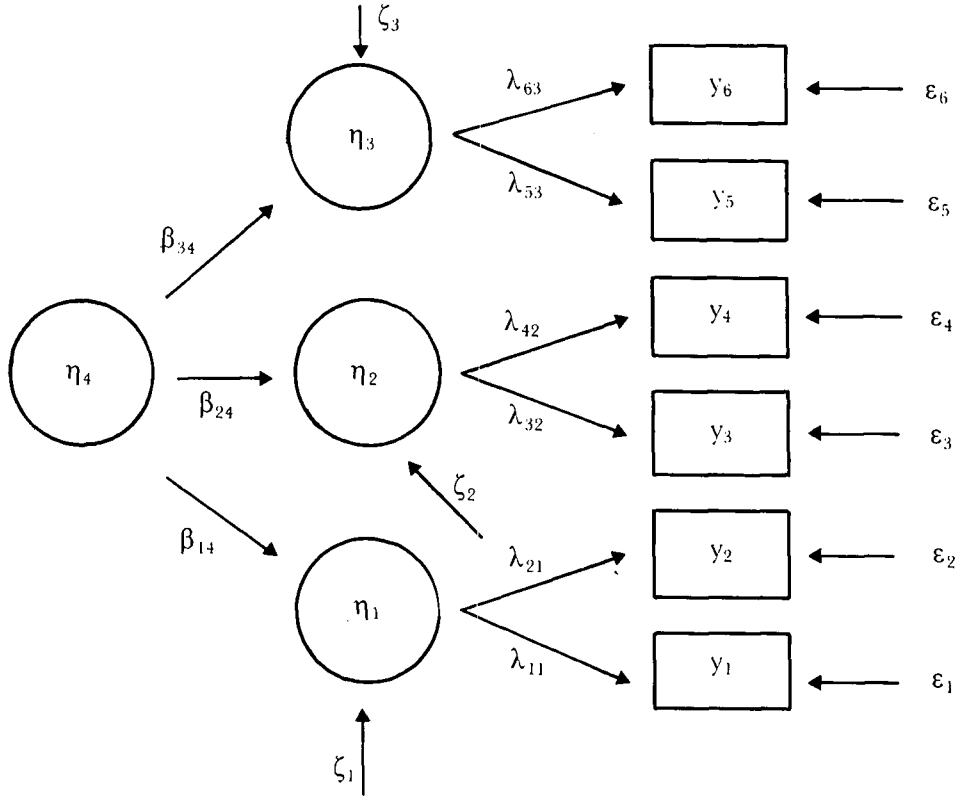 ζ₃
λ₆₃
y₆
ε₆
η₃
λ₅₃
y₅
ε₅
β₃₄
λ₄₂
y₄
ε₄
η₄
η₂
β₂₄
λ₃₂
y₃
ε₃
ζ₂
β₁₄
λ₂₁
y₂
ε₂
η₁
λ₁₁
y₁
ε₁
ζ₁